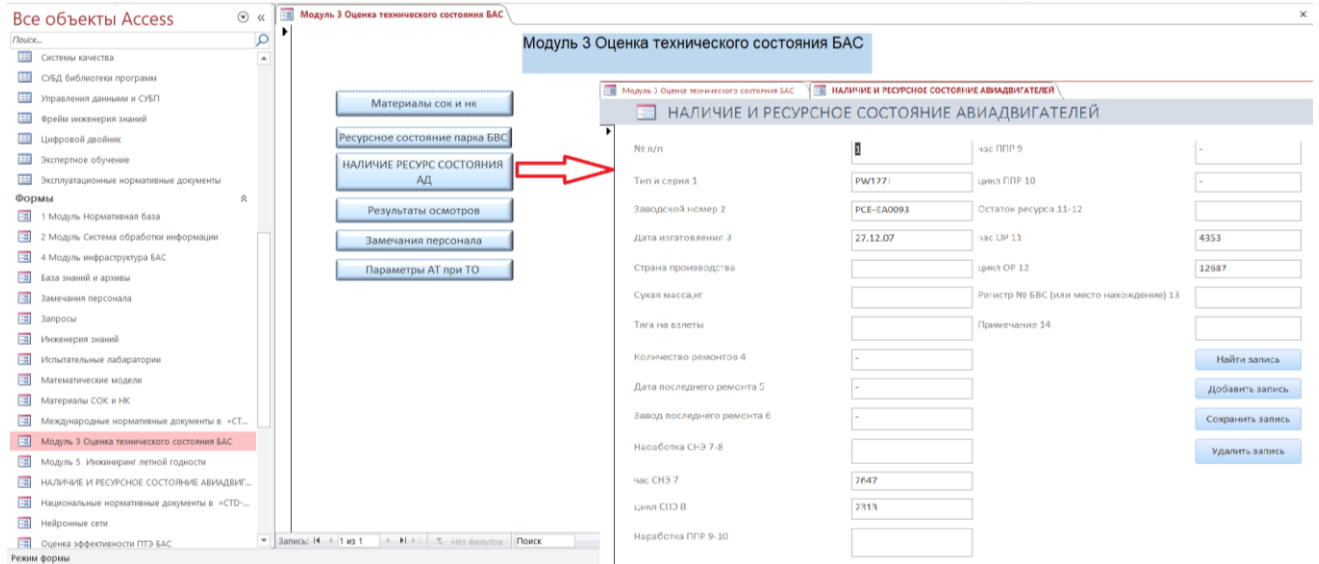 Все объекты Access
Поиск...
Системы качества
СУБД библиотеки программ
Управления данными и СУБП
Фрейм инженерия знаний
Цифровой двойник
Экспертное обучение
Эксплуатационные нормативные документы
Формы
1 Модуль Нормативная база
2 Модуль Система обработки информации
4 Модуль инфраструктура БАС
База знаний и архивы
Замечания персонала
Запросы
Инженерия знаний
Испытательные лабаратории
Математические модели
Материалы СОК и НК
Международные нормативные документы в «СТ...
Модуль 3 Оценка технического состояния БАС
Модуль 5 Инжиниринг летной годности
НАЛИЧИЕ И РЕСУРСНОЕ СОСТОЯНИЕ АВИАДВИГ...
Национальные нормативные документы в «CTD-...
Нейронные сети
Оценка эффективности ПТЭ БАС
Режим формы
Модуль 3 Оценка технического состояния БАС
Модуль 3 Оценка технического состояния БАС
Материалы сок и нк
Ресурсное состояние парка БВС
НАЛИЧИЕ РЕСУРС СОСТОЯНИЯ
АД
Результаты осмотров
Замечания персонала
Параметры АТ при ТО
Запись: 1 из 1 Нет фильтра Поиск
Модуль 3 Оценка технического состояния БАС
НАЛИЧИЕ И РЕСУРСНОЕ СОСТОЯНИЕ АВИАДВИГАТЕЛЕЙ
НАЛИЧИЕ И РЕСУРСНОЕ СОСТОЯНИЕ АВИАДВИГАТЕЛЕЙ
№ п/п 1 час ППР 9 -
Тип и серия 1 PW127 цикл ППР 10 -
Заводской номер 2 PCE-EA0093 Остаток ресурса 11-12
Дата изготовления 3 27.12.07 час ОР 11 4353
Страна производства цикл ОР 12 12687
Сухая масса,кг Регистр № БВС (или место нахождение) 13
Тяга на взлеты Примечание 14
Количество ремонтов 4 - Найти запись
Дата последнего ремонта 5 - Добавить запись
Завод последнего ремонта 6 - Сохранить запись
Наработка СНЭ 7-8 Удалить запись
час СНЭ 7 2647
цикл СНЭ 8 2313
Наработка ППР 9-10